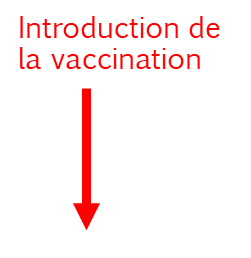 Introduction de
la vaccination